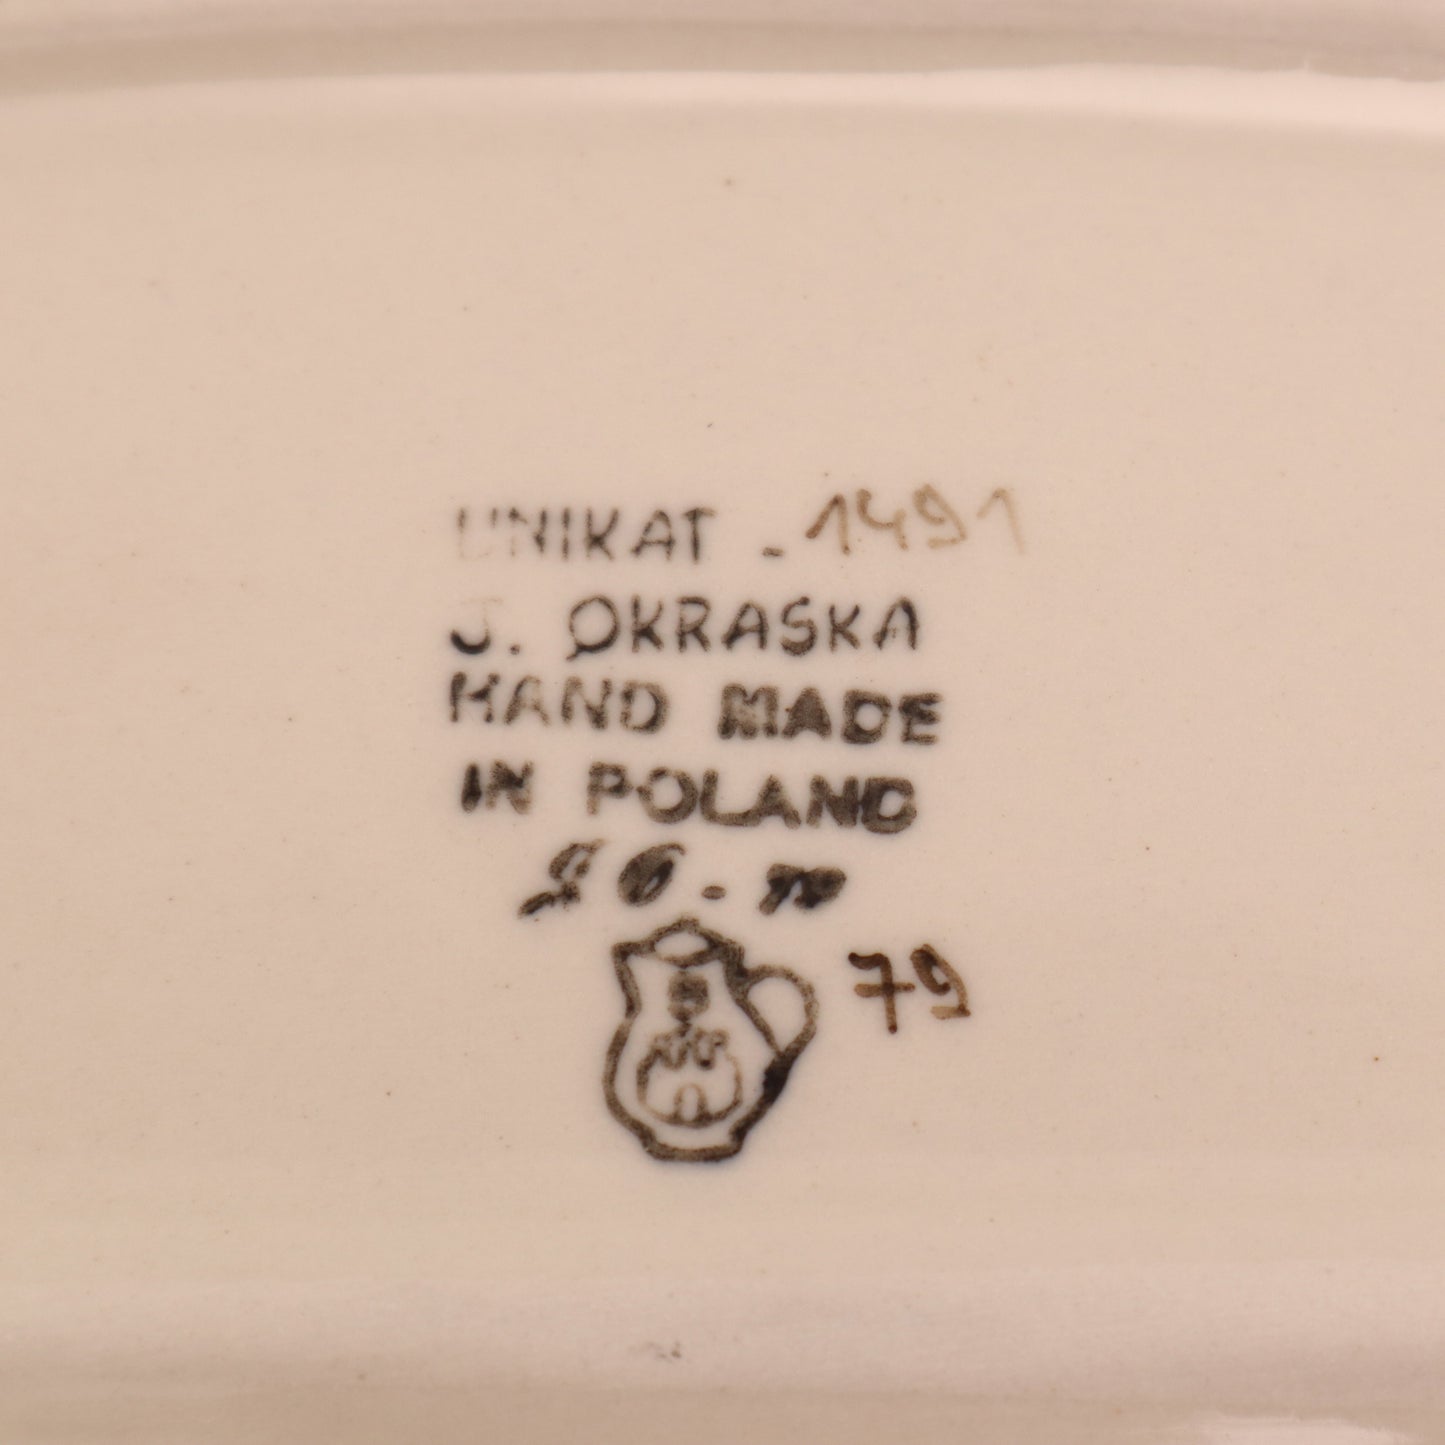 UNIKAT - 1491
J. OKRASKA
HAND MADE
IN POLAND
79